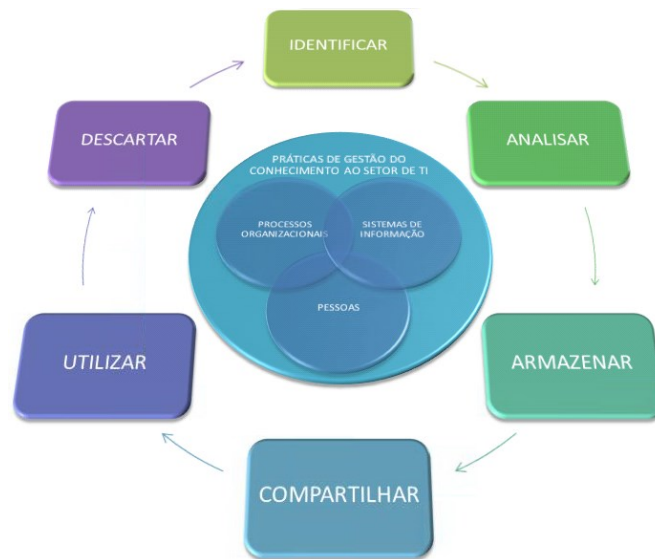 IDENTIFICAR
DESCARTAR
ANALISAR
PRÁTICAS DE GESTÃO DO
CONHECIMENTO AO SETOR DE TI
PROCESSOS
ORGANIZACIONAIS
SISTEMAS DE
INFORMAÇÃO
PESSOAS
UTILIZAR
ARMAZENAR
COMPARTILHAR